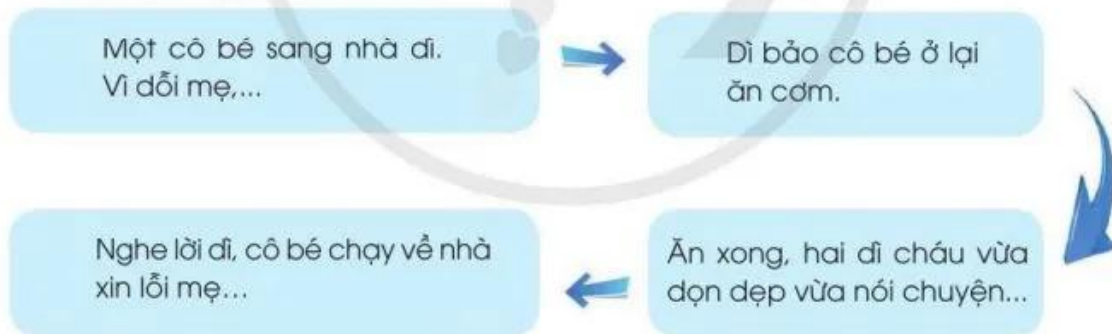 Một cô bé sang nhà dì.
Vì dỗi mẹ,...
Dì bảo cô bé ở lại
ăn cơm.
Ăn xong, hai dì cháu vừa
dọn dẹp vừa nói chuyện...
Nghe lời dì, cô bé chạy về nhà
xin lỗi mẹ...